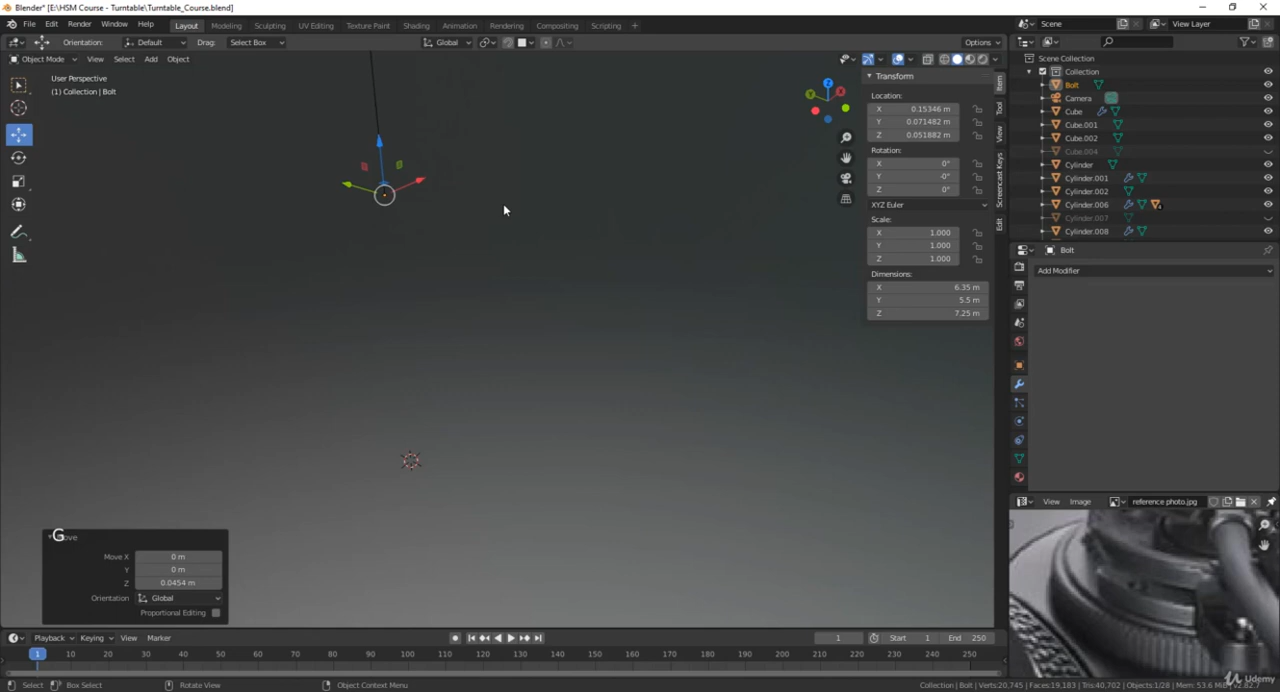 Blender* [E:\HSM Course - Turntable\Turntable_Course.blend]
File Edit Render Window Help Layout Modeling Sculpting UV Editing Texture Paint Shading Animation Rendering Compositing Scripting + Scene View Layer
Orientation: Default Drag: Select Box Global Options
Object Mode View Select Add Object
User Perspective
(1) Collection | Bolt
Transform
Location:
X 0.15346 m
Y 0.071482 m
Z 0.051882 m
Rotation:
X 0°
Y -0°
Z 0°
XYZ Euler
Scale:
X 1.000
Y 1.000
Z 1.000
Dimensions:
X 6.35 m
Y 5.5 m
Z 7.25 m
Item
Tool
View
Screencast Keys
Edit
Z
Y
X
Scene Collection
Collection
Bolt
Camera
Cube
Cube.001
Cube.002
Cube.004
Cylinder
Cylinder.001
Cylinder.002
Cylinder.006
Cylinder.007
Cylinder.008
Bolt
Add Modifier
View Image reference photo.jpg
G
Move
Move X 0 m
Y 0 m
Z 0.0454 m
Orientation Global
Proportional Editing
Playback Keying View Marker 1 Start 1 End 250
1 10 20 30 40 50 60 70 80 90 100 110 120 130 140 150 160 170 180 190 200 210 220 230 240 250
Select Box Select Rotate View Object Context Menu Collection | Bolt | Verts:20,745 | Faces:19,183 | Tris:40,702 | Objects:1/28 | Mem: 53.6 MiB
Udemy